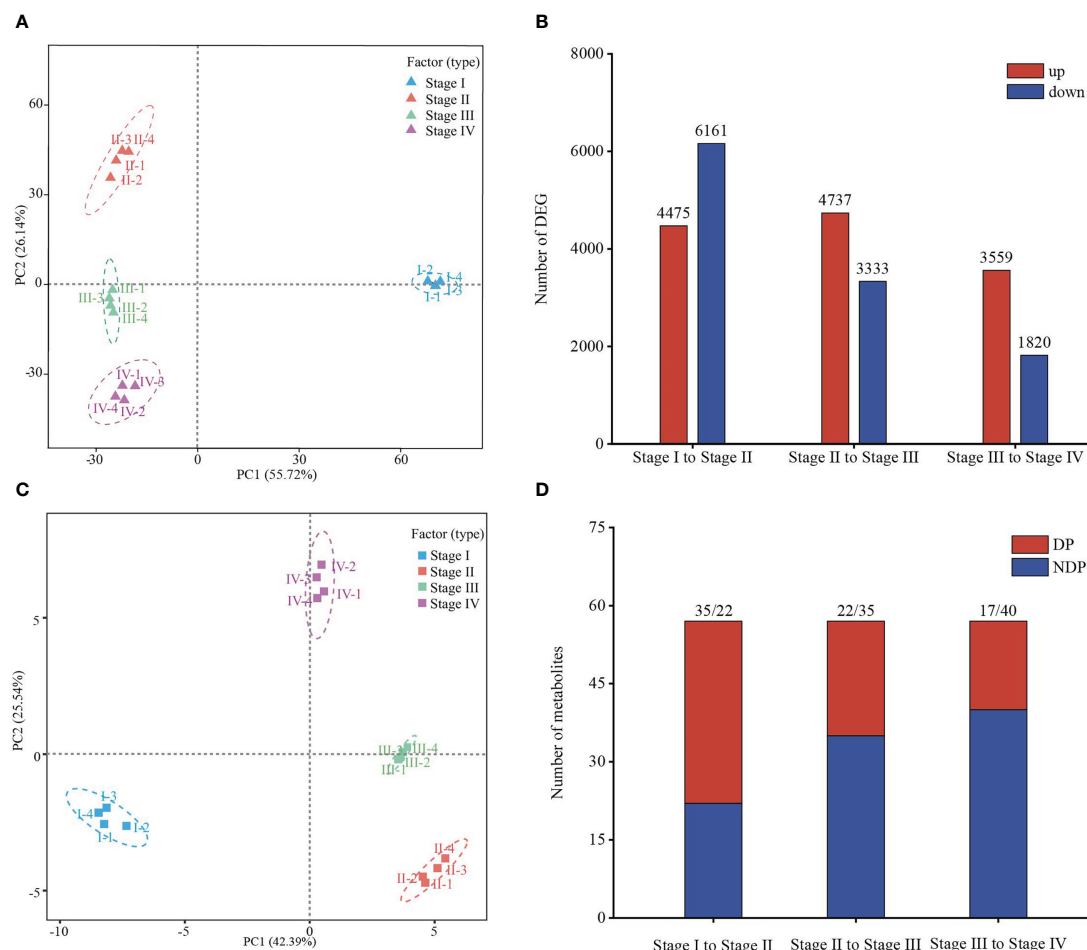 A
Factor (type)
Stage I
Stage II
Stage III
Stage IV
60
30
0
-30
PC2 (26.14%)
II-3 II-4
II-1
II-2
I-2
I-4
I-1
I-3
III-1
III-3
III-2
III-4
IV-1
IV-3
IV-4
IV-2
-30
0
30
60
PC1 (55.72%)
B
up
down
8000
6000
4000
2000
0
Number of DEG
4475
6161
4737
3333
3559
1820
Stage I to Stage II
Stage II to Stage III
Stage III to Stage IV
C
Factor (type)
Stage I
Stage II
Stage III
Stage IV
5
0
-5
PC2 (25.54%)
IV-2
IV-3
IV-4
IV-1
III-3
III-4
III-2
III-1
I-3
I-4
I-2
I-1
II-4
II-3
II-2
II-1
-10
-5
0
5
PC1 (42.39%)
D
DP
NDP
75
60
45
30
15
0
Number of metabolites
35/22
22/35
17/40
Stage I to Stage II
Stage II to Stage III
Stage III to Stage IV